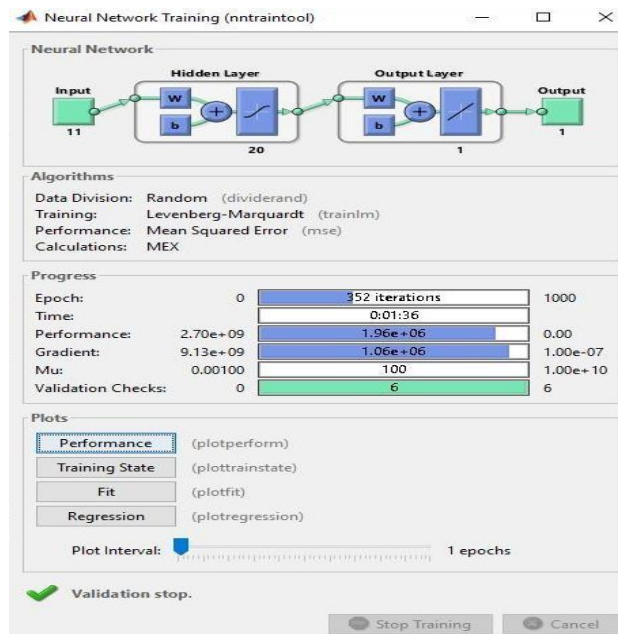 Neural Network Training (nntraintool)
Neural Network
Hidden Layer
Output Layer
Input
W
b
W
b
Output
11
20
1
1
Algorithms
Data Division: Random (dividerand)
Training: Levenberg-Marquardt (trainlm)
Performance: Mean Squared Error (mse)
Calculations: MEX
Progress
Epoch: 0 352 iterations 1000
Time: 0:01:36
Performance: 2.70e+09 1.96e+06 0.00
Gradient: 9.13e+09 1.06e+06 1.00e-07
Mu: 0.00100 100 1.00e+10
Validation Checks: 0 6 6
Plots
Performance (plotperform)
Training State (plottrainstate)
Fit (plotfit)
Regression (plotregression)
Plot Interval: 1 epochs
Validation stop.
Stop Training Cancel